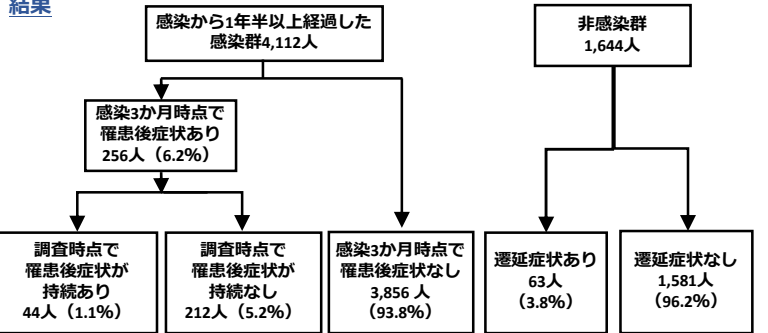 結果
感染から1年半以上経過した
感染群4,112人
非感染群
1,644人
感染3か月時点で
罹患後症状あり
256人（6.2%）
調査時点で
罹患後症状が
持続あり
44人（1.1%）
調査時点で
罹患後症状が
持続なし
212人（5.2%）
感染3か月時点で
罹患後症状なし
3,856 人
（93.8%）
遷延症状あり
63人
（3.8%）
遷延症状なし
1,581人
（96.2%）